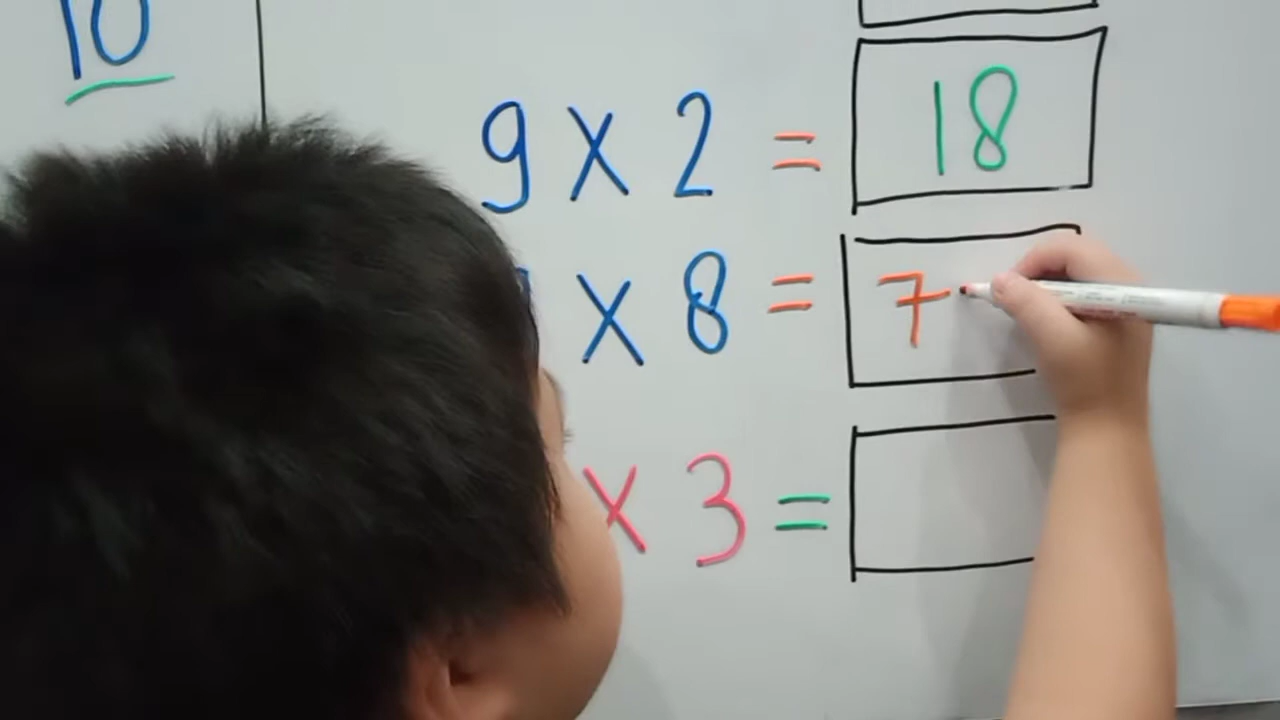 10
9 x 2 = 18
x 8 = 7
x 3 =